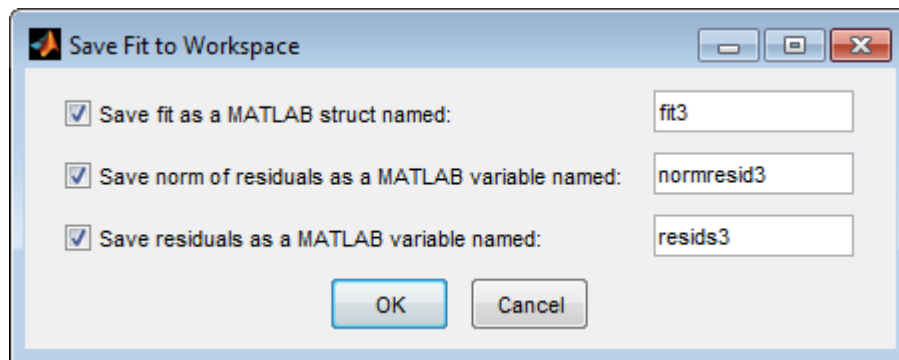 Save Fit to Workspace
Save fit as a MATLAB struct named: fit3
Save norm of residuals as a MATLAB variable named: normresid3
Save residuals as a MATLAB variable named: resids3
OK Cancel